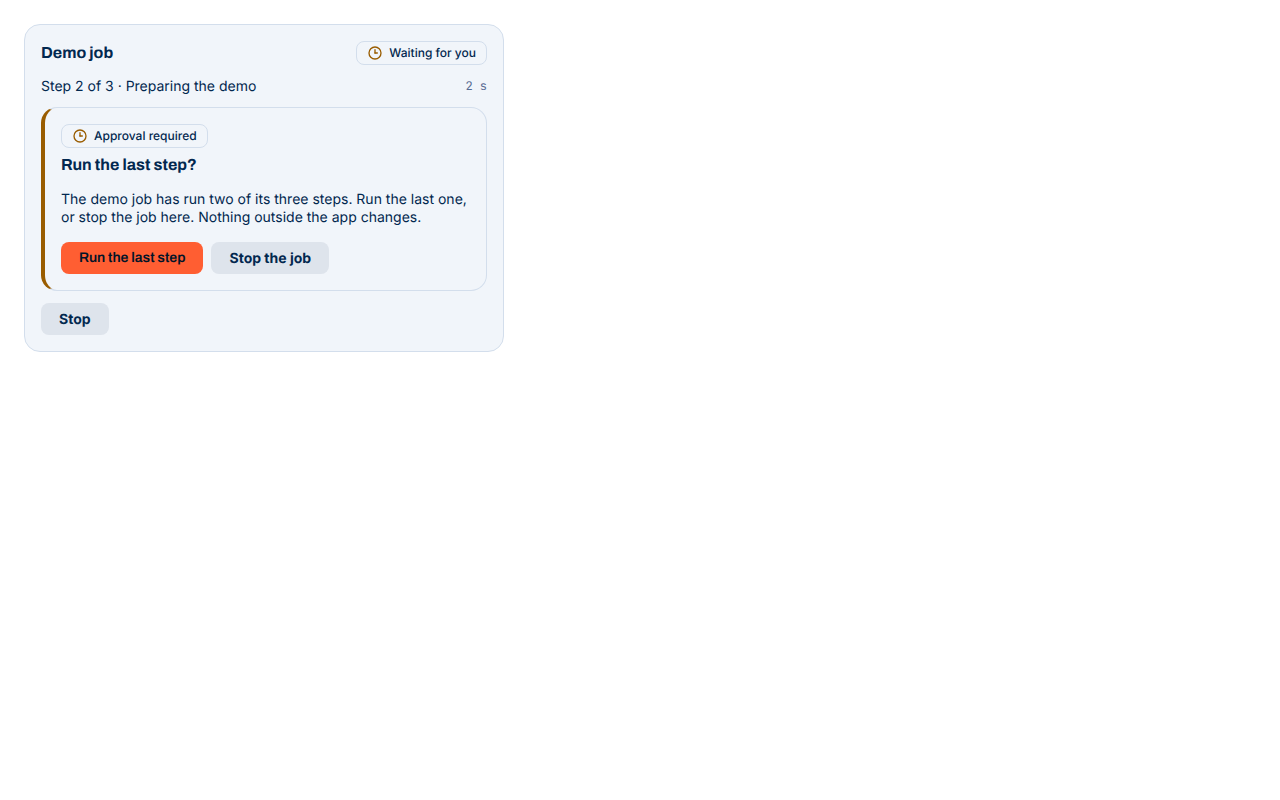 Demo job
Waiting for you
Step 2 of 3 · Preparing the demo
2 s
Approval required
Run the last step?
The demo job has run two of its three steps. Run the last one,
or stop the job here. Nothing outside the app changes.
Run the last step
Stop the job
Stop